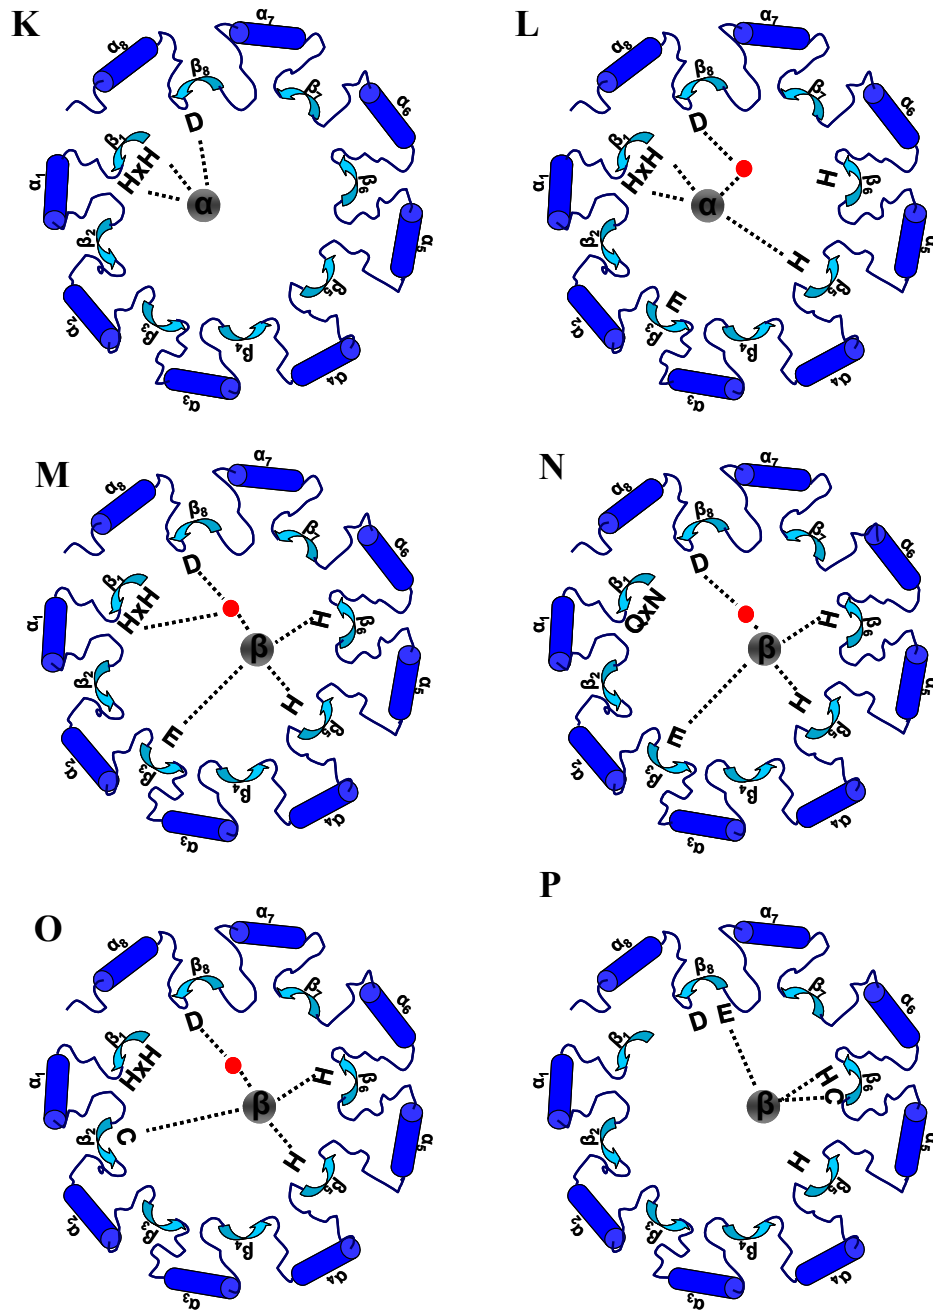 K
α₈
α₇
β₈
β₇
α₆
D
β₁
HxH
α₁
α
β₆
β₂
α₅
β₅
α₂
β₃
β₄
α₄
α₃
L
α₈
α₇
β₈
β₇
α₆
D
β₁
HxH
H
α₁
α
β₆
β₂
H
α₅
β₅
E
α₂
β₃
β₄
α₄
α₃
M
α₈
α₇
β₈
β₇
α₆
D
β₁
HxH
H
α₁
β
β₆
β₂
α₅
H
β₅
E
α₂
β₃
β₄
α₄
α₃
N
α₈
α₇
β₈
β₇
α₆
D
β₁
QxN
H
α₁
β
β₆
β₂
α₅
H
β₅
E
α₂
β₃
β₄
α₄
α₃
O
α₈
α₇
β₈
β₇
α₆
D
β₁
HxH
H
α₁
β
β₆
β₂
C
α₅
H
β₅
α₂
β₃
β₄
α₄
α₃
P
α₈
α₇
β₈
β₇
α₆
D E
β₁
H
C
α₁
β
β₆
β₂
α₅
H
β₅
α₂
β₃
β₄
α₄
α₃